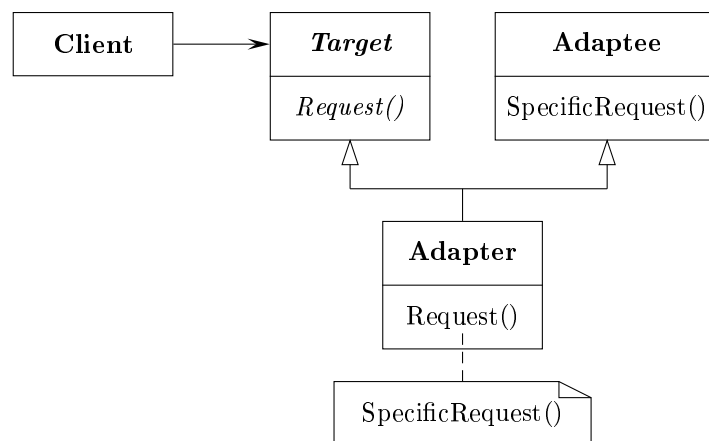 Client
Target
Request()
Adaptee
SpecificRequest()
Adapter
Request()
SpecificRequest()